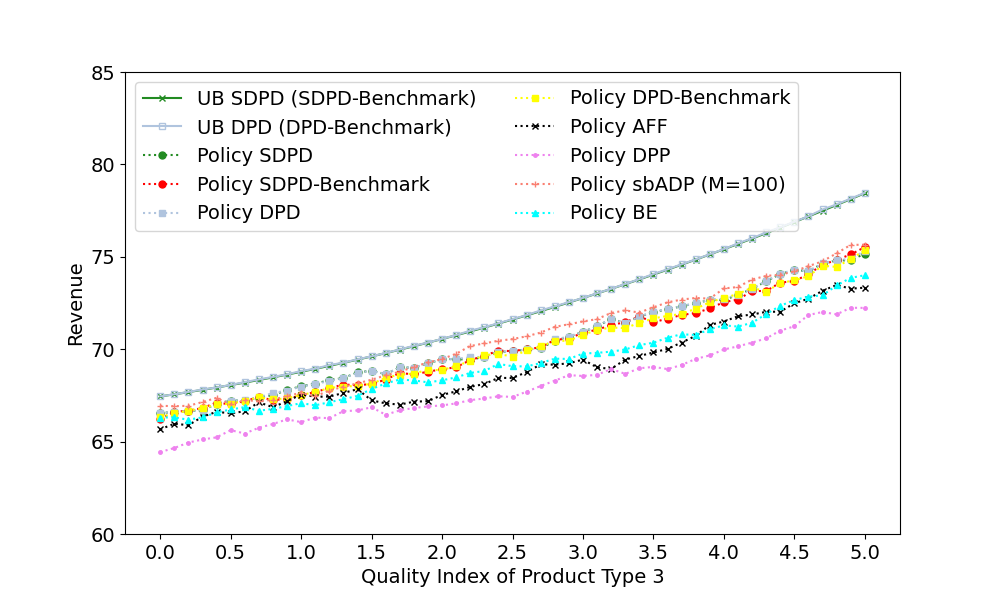 85
80
75
70
65
60
Revenue
UB SDPD (SDPD-Benchmark)
UB DPD (DPD-Benchmark)
Policy SDPD
Policy SDPD-Benchmark
Policy DPD
Policy DPD-Benchmark
Policy AFF
Policy DPP
Policy sbADP (M=100)
Policy BE
0.0 0.5 1.0 1.5 2.0 2.5 3.0 3.5 4.0 4.5 5.0
Quality Index of Product Type 3